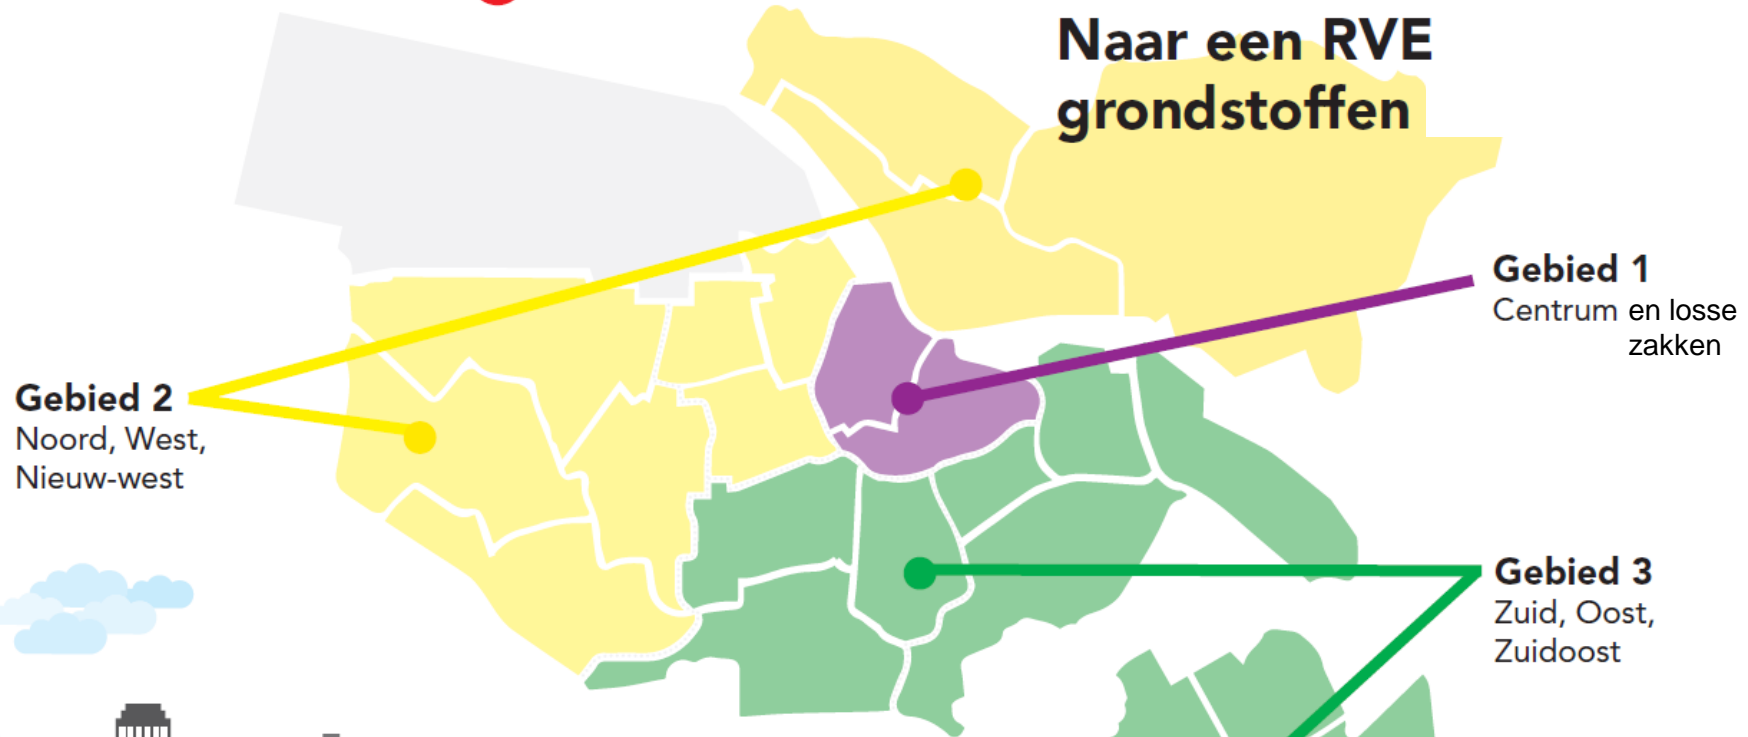 Naar een RVE
grondstoffen
Gebied 1
Centrum en losse
zakken
Gebied 2
Noord, West,
Nieuw-west
Gebied 3
Zuid, Oost,
Zuidoost